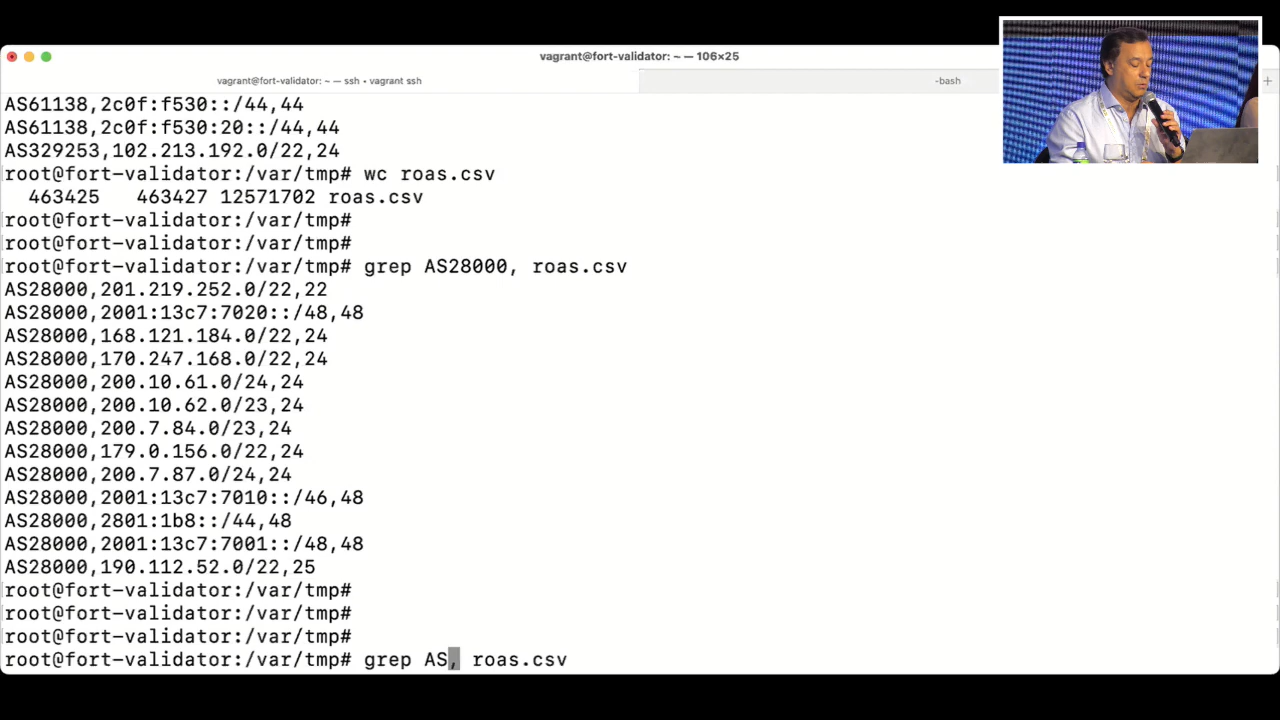 vagrant@fort-validator: ~ — 106×25
vagrant@fort-validator: ~ — ssh • vagrant ssh
-bash
+
AS61138,2c0f:f530::/44,44
AS61138,2c0f:f530:20::/44,44
AS329253,102.213.192.0/22,24
root@fort-validator:/var/tmp# wc roas.csv
  463425   463427 12571702 roas.csv
root@fort-validator:/var/tmp#
root@fort-validator:/var/tmp#
root@fort-validator:/var/tmp# grep AS28000, roas.csv
AS28000,201.219.252.0/22,22
AS28000,2001:13c7:7020::/48,48
AS28000,168.121.184.0/22,24
AS28000,170.247.168.0/22,24
AS28000,200.10.61.0/24,24
AS28000,200.10.62.0/23,24
AS28000,200.7.84.0/23,24
AS28000,179.0.156.0/22,24
AS28000,200.7.87.0/24,24
AS28000,2001:13c7:7010::/46,48
AS28000,2801:1b8::/44,48
AS28000,2001:13c7:7001::/48,48
AS28000,190.112.52.0/22,25
root@fort-validator:/var/tmp#
root@fort-validator:/var/tmp#
root@fort-validator:/var/tmp#
root@fort-validator:/var/tmp# grep AS, roas.csv